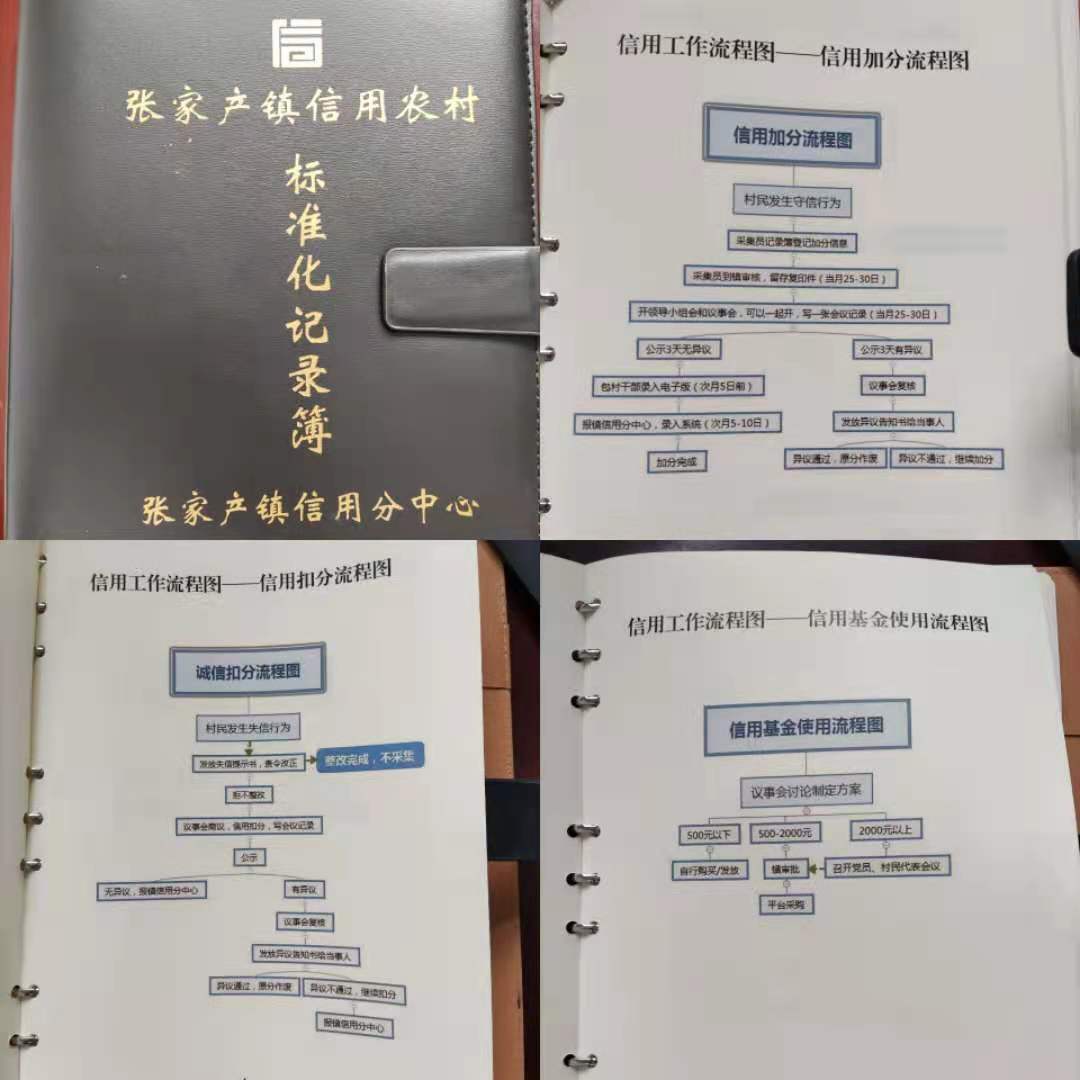 信
张家产镇信用农村
标准化记录簿
张家产镇信用分中心
信用工作流程图——信用加分流程图
信用加分流程图
村民发生守信行为
采集员记录簿登记加分信息
采集员到镇审核，留存复印件（当月25-30日）
开领导小组会和议事会，可以一起开，写一张会议记录（当月25-30日）
公示3天无异议
公示3天有异议
包村干部录入电子版（次月5日前）
议事会复核
报镇信用分中心，录入系统（次月5-10日）
发放异议告知书给当事人
加分完成
异议通过，原分作废
异议不通过，继续加分
信用工作流程图——信用扣分流程图
诚信扣分流程图
村民发生失信行为
发放失信提示书，责令改正
整改完成，不采集
拒不整改
议事会商议，信用扣分，写会议记录
公示
无异议，报镇信用分中心
有异议
议事会复核
发放异议告知书给当事人
异议通过，原分作废
异议不通过，继续扣分
报镇信用分中心
信用工作流程图——信用基金使用流程图
信用基金使用流程图
议事会讨论制定方案
500元以下
500-2000元
2000元以上
自行购买/发放
镇审批
召开党员、村民代表会议
平台采购